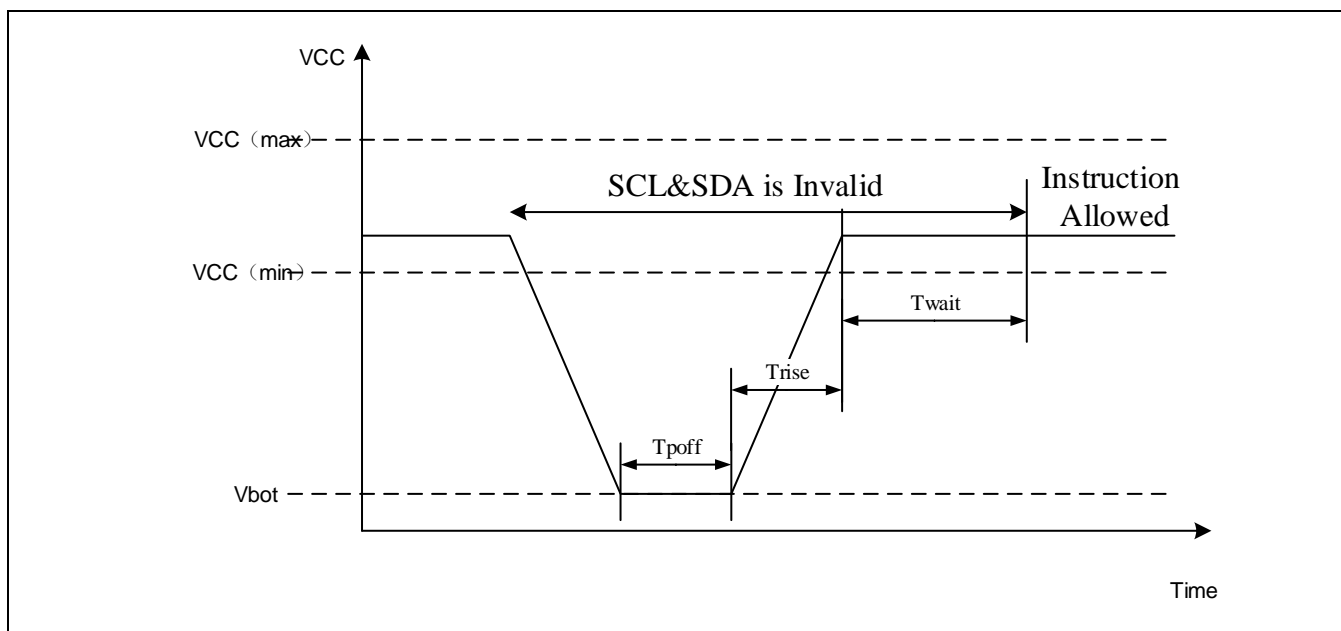 VCC
VCC（max）
SCL&SDA is Invalid
Instruction
Allowed
VCC（min）
Twait
Trise
Tpoff
Vbot
Time